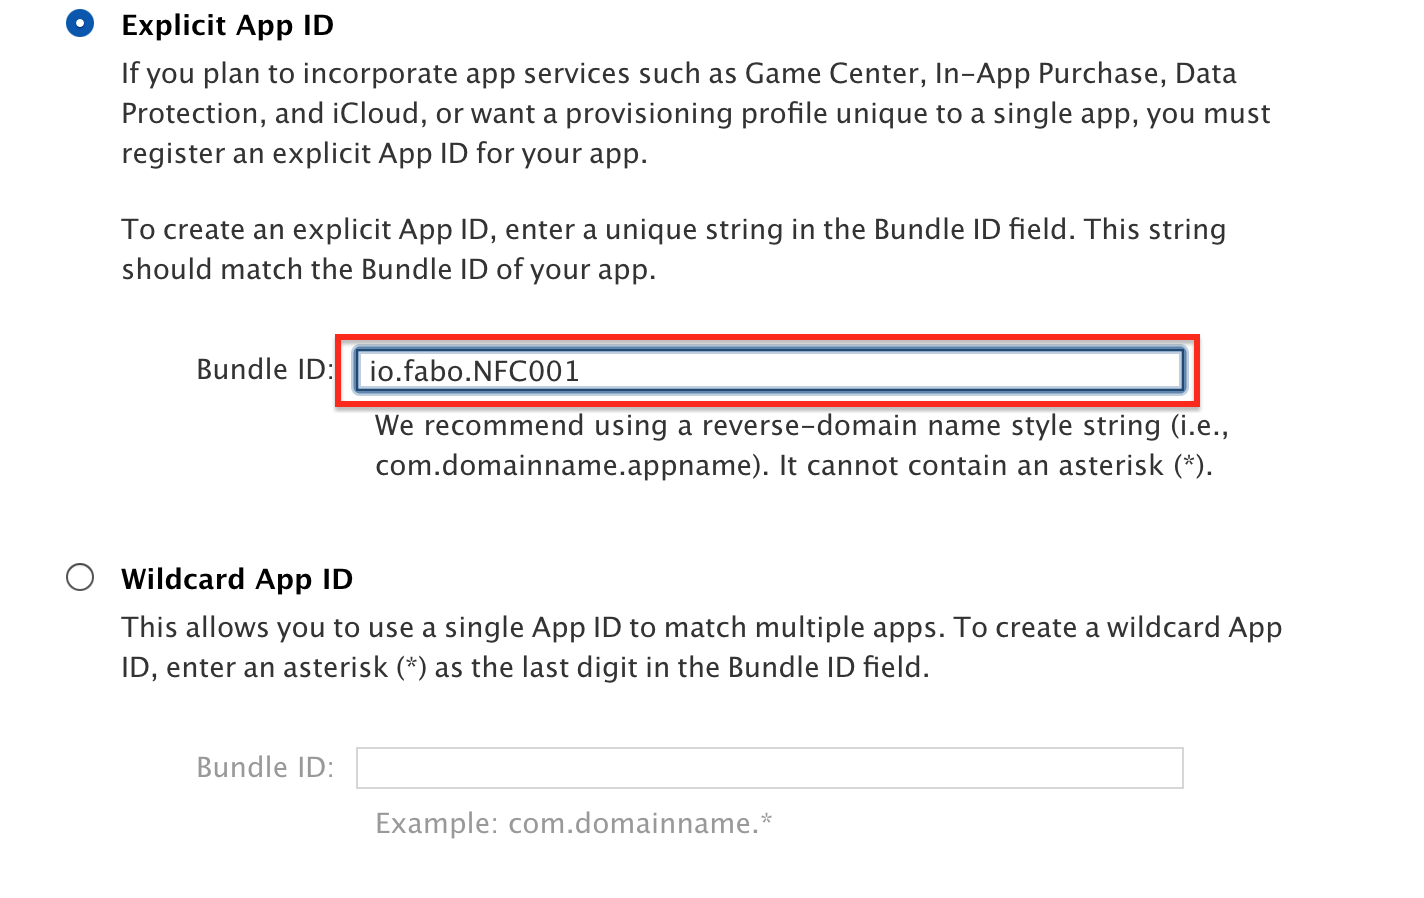 Explicit App ID
If you plan to incorporate app services such as Game Center, In-App Purchase, Data
Protection, and iCloud, or want a provisioning profile unique to a single app, you must
register an explicit App ID for your app.
To create an explicit App ID, enter a unique string in the Bundle ID field. This string
should match the Bundle ID of your app.
Bundle ID: io.fabo.NFC001
We recommend using a reverse-domain name style string (i.e.,
com.domainname.appname). It cannot contain an asterisk (*).
Wildcard App ID
This allows you to use a single App ID to match multiple apps. To create a wildcard App
ID, enter an asterisk (*) as the last digit in the Bundle ID field.
Bundle ID:
Example: com.domainname.*